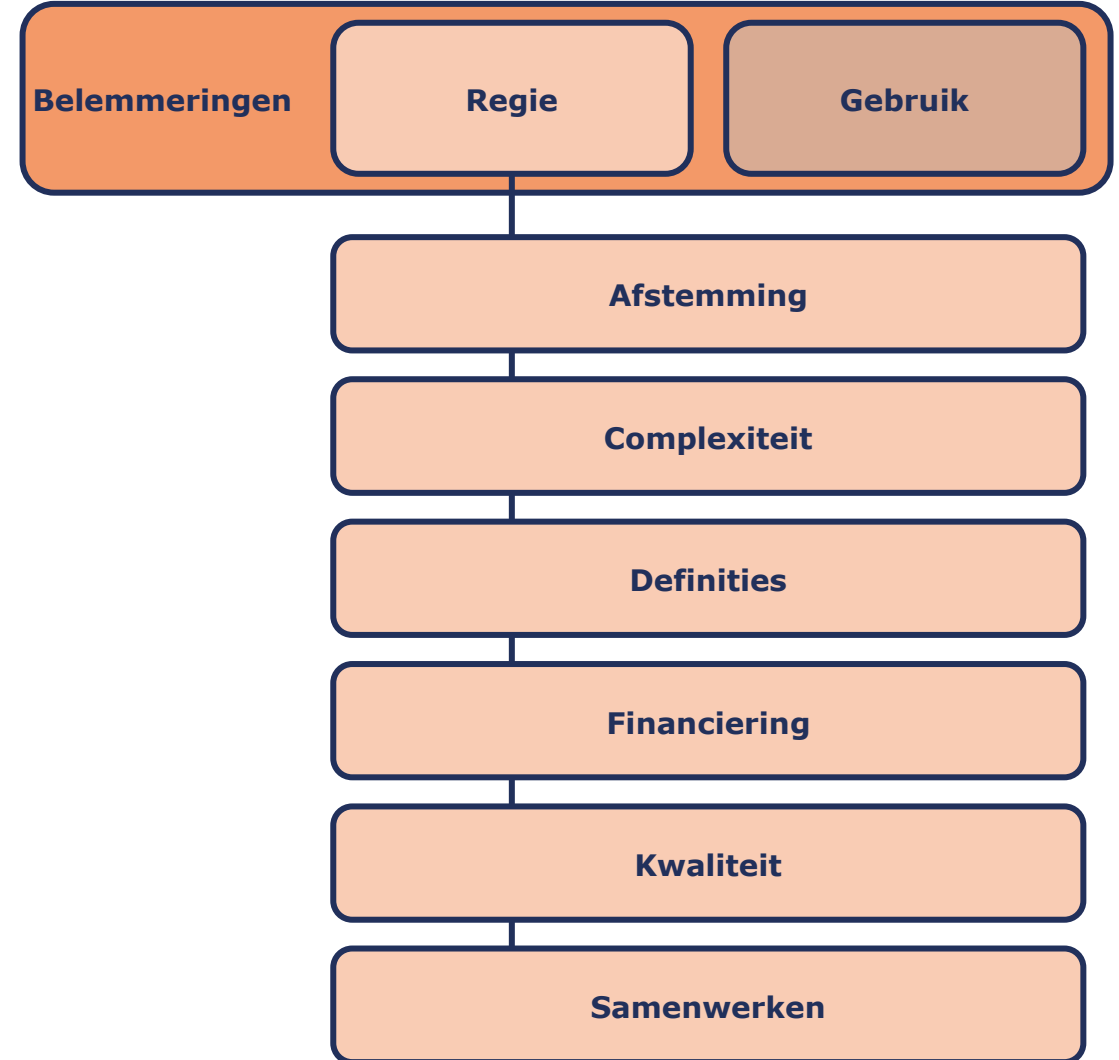 Belemmeringen
Regie
Gebruik
Afstemming
Complexiteit
Definities
Financiering
Kwaliteit
Samenwerken